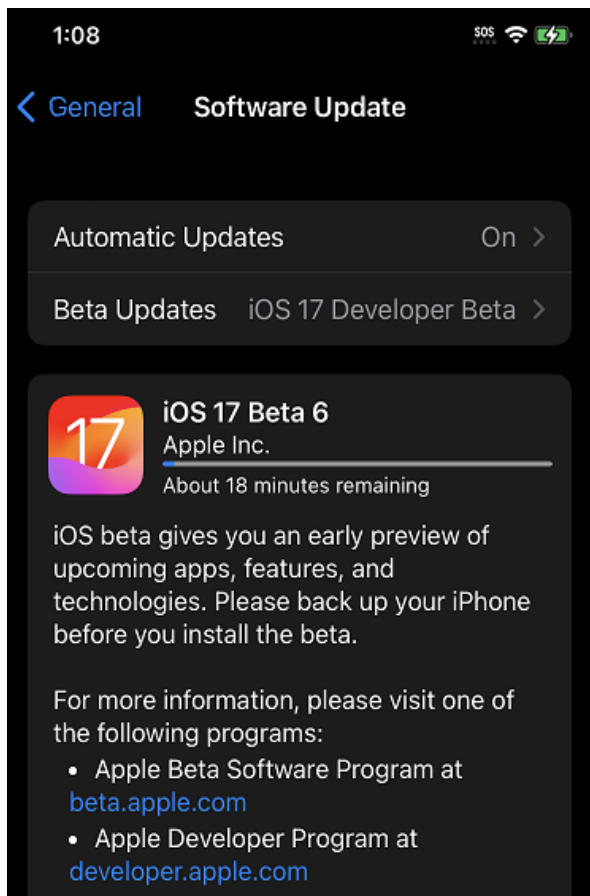 1:08
SOS
General
Software Update
Automatic Updates
On
Beta Updates
iOS 17 Developer Beta
17
iOS 17 Beta 6
Apple Inc.
About 18 minutes remaining
iOS beta gives you an early preview of
upcoming apps, features, and
technologies. Please back up your iPhone
before you install the beta.
For more information, please visit one of
the following programs:
• Apple Beta Software Program at
beta.apple.com
• Apple Developer Program at
developer.apple.com